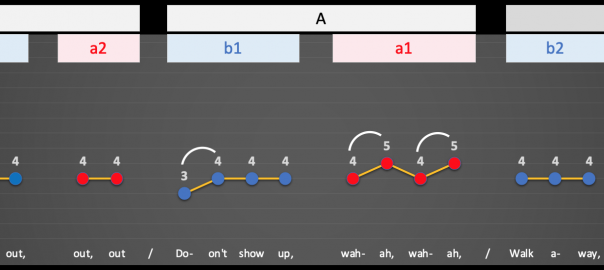 A
a2 b1 a1 b2
5 5
4 4 4 4 4 4 4 4 4 4 4
3
out, out, out / Do- on't show up, wah- ah, wah- ah, / Walk a- way,